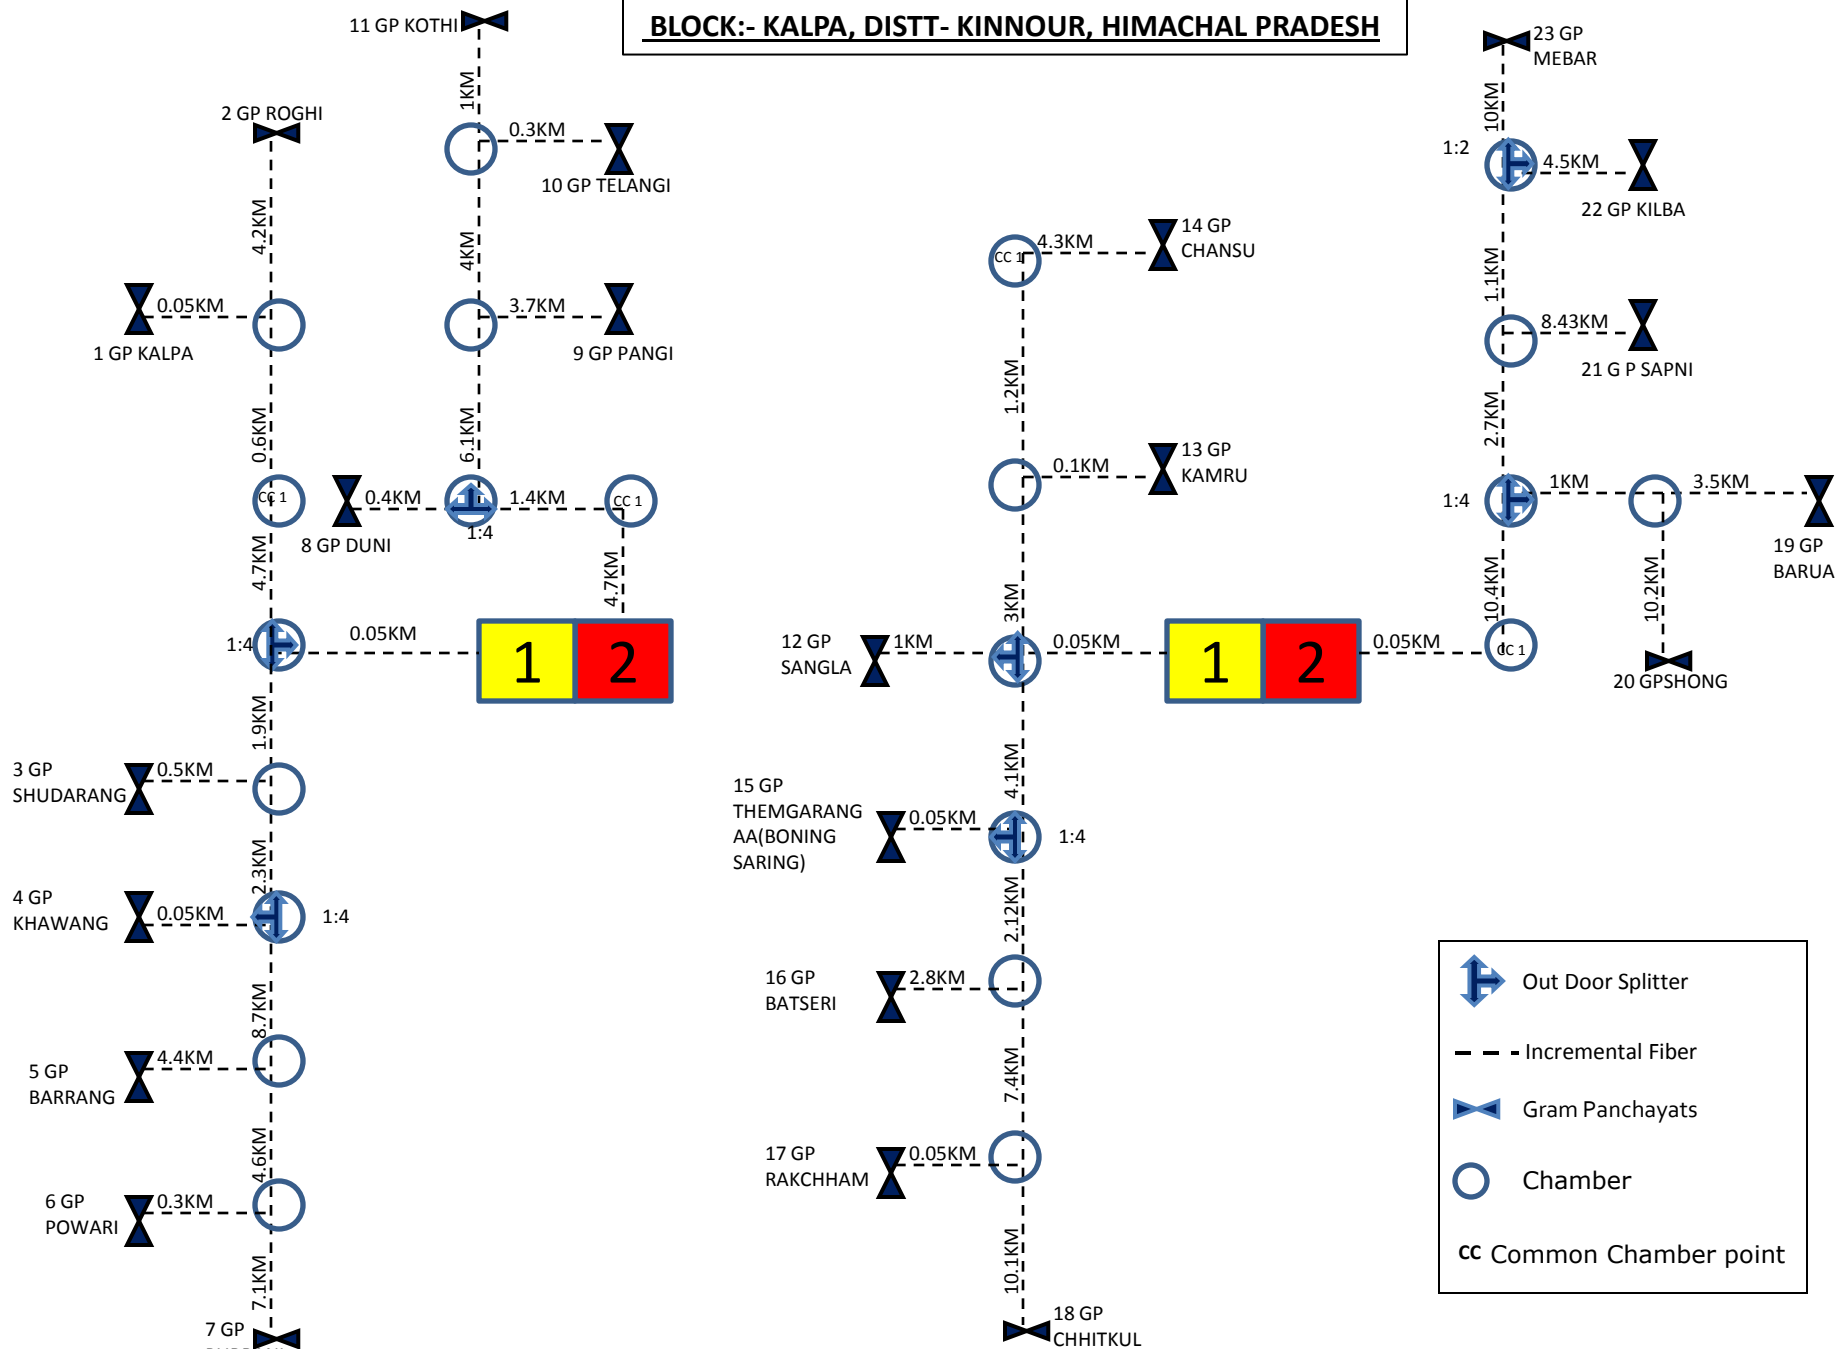 BLOCK:- KALPA, DISTT- KINNOUR, HIMACHAL PRADESH
11 GP KOTHI
1KM
2 GP ROGHI
0.3KM
10 GP TELANGI
4.2KM
4KM
0.05KM
1 GP KALPA
3.7KM
9 GP PANGI
0.6KM
6.1KM
CC 1
0.4KM
8 GP DUNI
1:4
1.4KM
CC 1
4.7KM
4.7KM
1:4
0.05KM
1
2
1.9KM
3 GP
SHUDARANG
0.5KM
2.3KM
4 GP
KHAWANG
0.05KM
1:4
8.7KM
5 GP
BARRANG
4.4KM
4.6KM
6 GP
POWARI
0.3KM
7.1KM
7 GP
14 GP
CHANSU
4.3KM
CC 1
1.2KM
13 GP
KAMRU
0.1KM
3KM
12 GP
SANGLA
1KM
0.05KM
1
2
0.05KM
4.1KM
15 GP
THEMGARANG
AA(BONING
SARING)
0.05KM
1:4
2.12KM
16 GP
BATSERI
2.8KM
7.4KM
17 GP
RAKCHHAM
0.05KM
10.1KM
18 GP
CHHITKUL
23 GP
MEBAR
10KM
1:2
4.5KM
22 GP KILBA
1.1KM
8.43KM
21 G P SAPNI
2.7KM
1:4
1KM
3.5KM
19 GP
BARUA
10.4KM
10.2KM
CC 1
20 GPSHONG
Out Door Splitter
Incremental Fiber
Gram Panchayats
Chamber
CC Common Chamber point